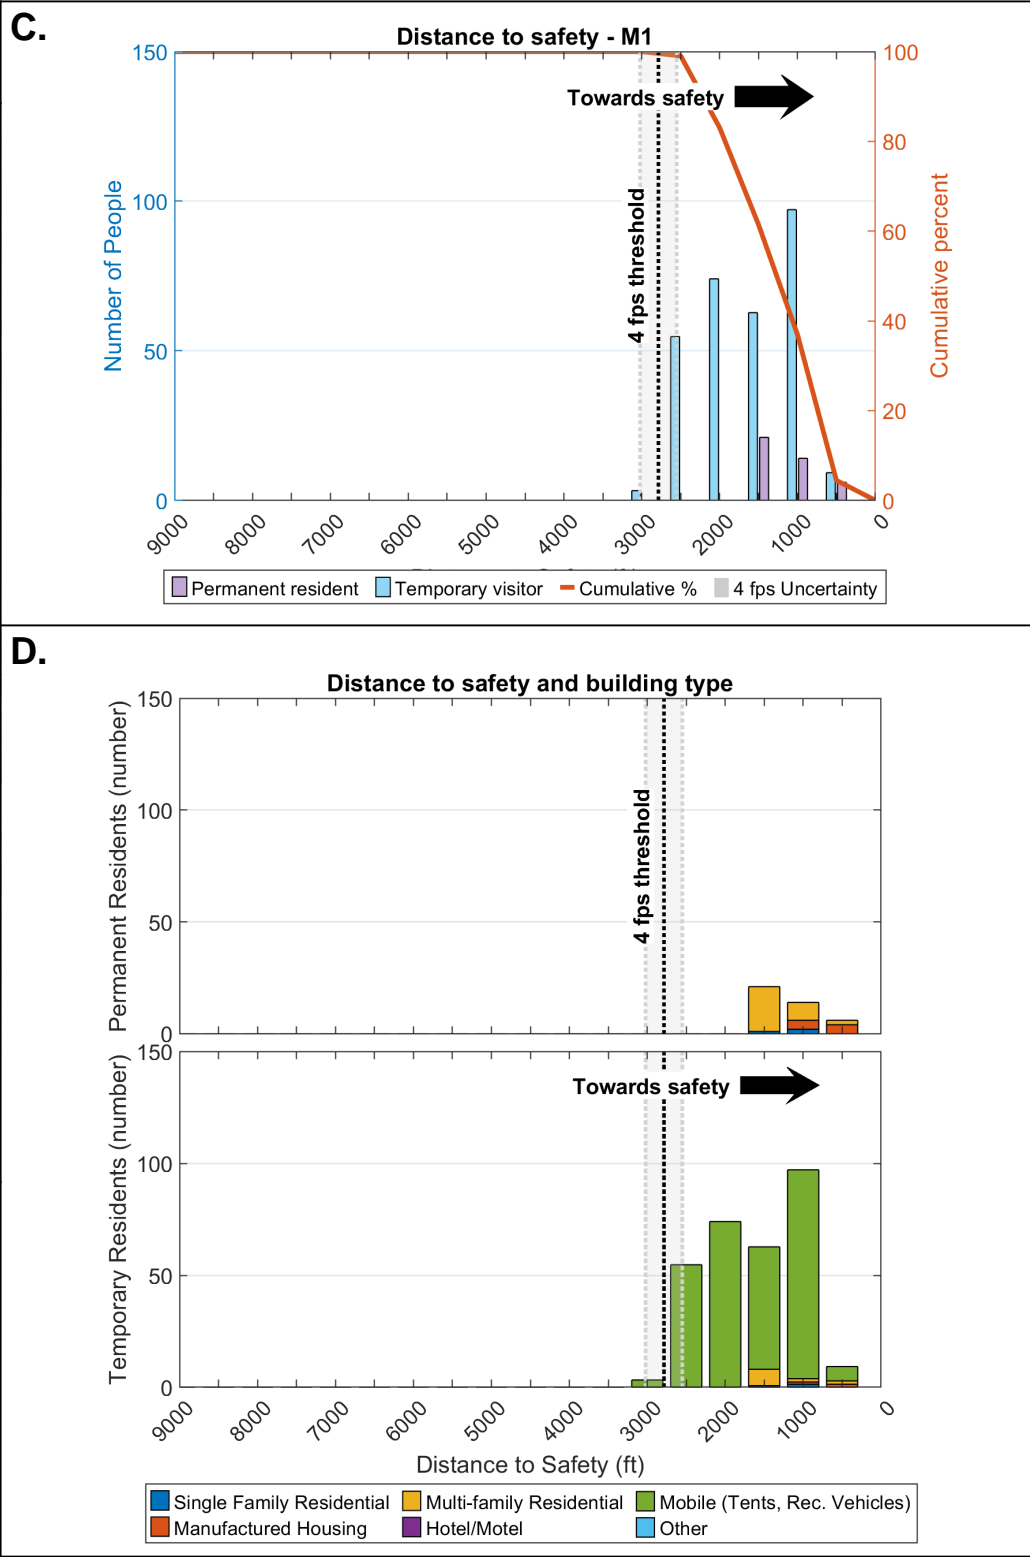 C.
Distance to safety - M1
150
100
50
0
Number of People
100
80
60
40
20
0
Cumulative percent
Towards safety
4 fps threshold
9000 8000 7000 6000 5000 4000 3000 2000 1000 0
Permanent resident Temporary visitor Cumulative % 4 fps Uncertainty
D.
Distance to safety and building type
150
100
50
0
Permanent Residents (number)
4 fps threshold
150
100
50
0
Temporary Residents (number)
Towards safety
9000 8000 7000 6000 5000 4000 3000 2000 1000 0
Distance to Safety (ft)
Single Family Residential Multi-family Residential Mobile (Tents, Rec. Vehicles)
Manufactured Housing Hotel/Motel Other